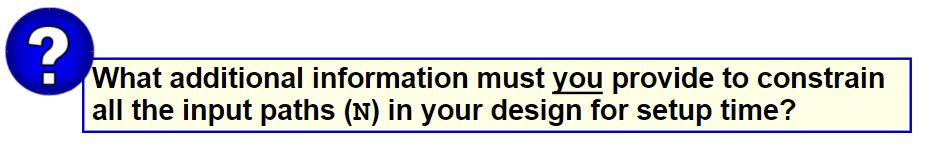 ?
What additional information must you provide to constrain
all the input paths (N) in your design for setup time?